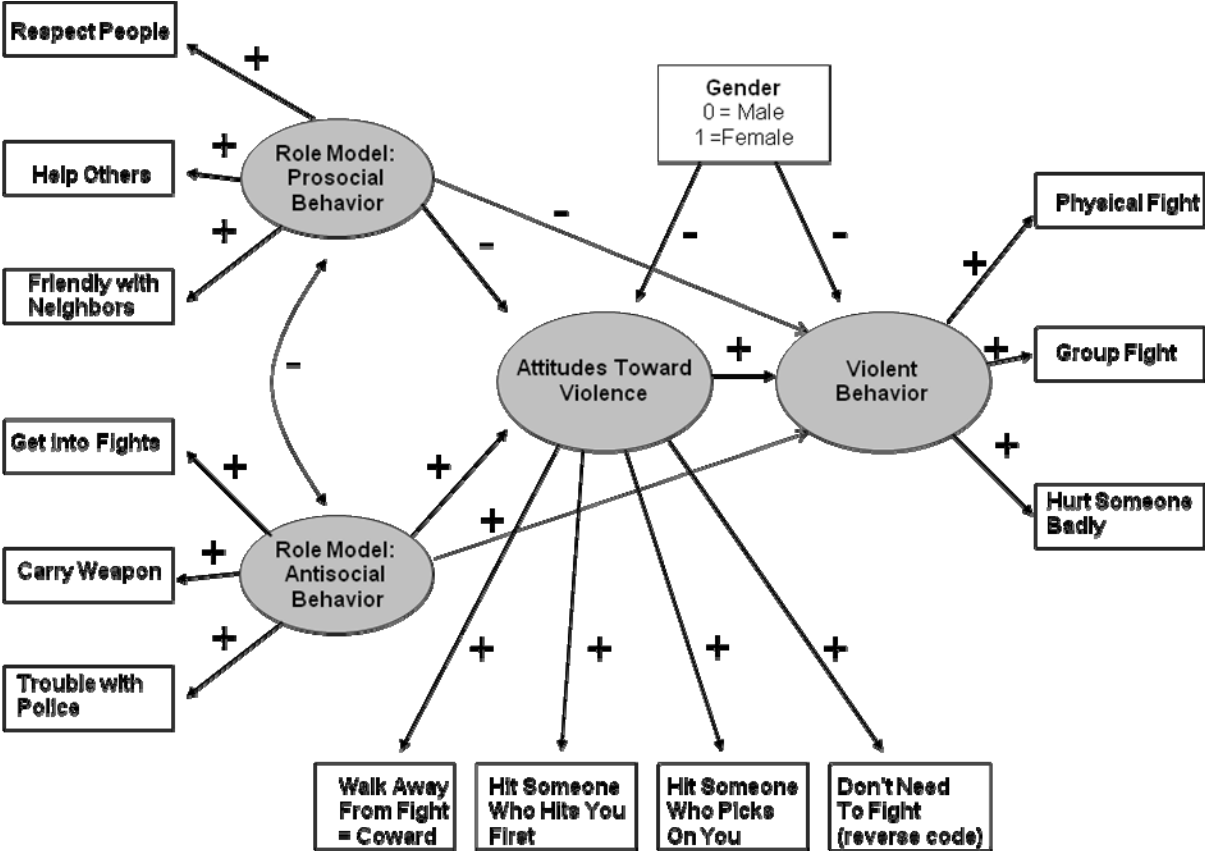 Respect People
+
Gender
0 = Male
1 =Female
Help Others
+
Role Model:
Prosocial
Behavior
-
Physical Fight
+
-
-
-
+
Friendly with
Neighbors
-
Attitudes Toward
Violence
+
Violent
Behavior
+
Group Fight
Get into Fights
+
+
+
+
Hurt Someone
Badly
Carry Weapon
+
Role Model:
Antisocial
Behavior
+
Trouble with
Police
+
+
+
+
Walk Away
From Fight
= Coward
Hit Someone
Who Hits You
First
Hit Someone
Who Picks
On You
Don't Need
To Fight
(reverse code)